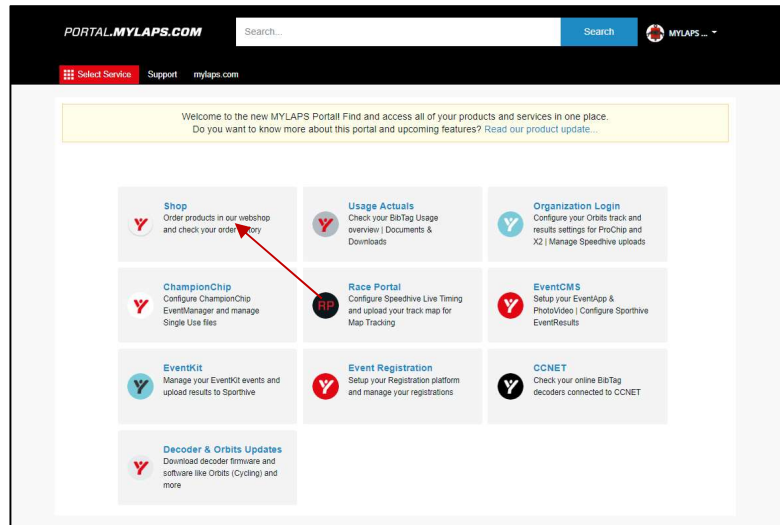 PORTAL.MYLAPS.COM
Search...
Search
MYLAPS ...
Select Service Support mylaps.com
Welcome to the new MYLAPS Portal! Find and access all of your products and services in one place.
Do you want to know more about this portal and upcoming features? Read our product update...
Shop
Order products in our webshop
and check your order
Usage Actuals
Check your BibTag Usage
overview | Documents &
Downloads
Organization Login
Configure your Orbits track and
results settings for ProChip and
X2 | Manage Speedhive uploads
ChampionChip
Configure ChampionChip
EventManager and manage
Single Use files
RP
Race Portal
Configure Speedhive Live Timing
and upload your track map for
Map Tracking
EventCMS
Setup your EventApp &
PhotoVideo | Configure Sporthive
EventResults
EventKit
Manage your EventKit events and
upload results to Sporthive
Event Registration
Setup your Registration platform
and manage your registrations
CCNET
Check your online BibTag
decoders connected to CCNET
Decoder & Orbits Updates
Download decoder firmware and
software like Orbits (Cycling) and
more